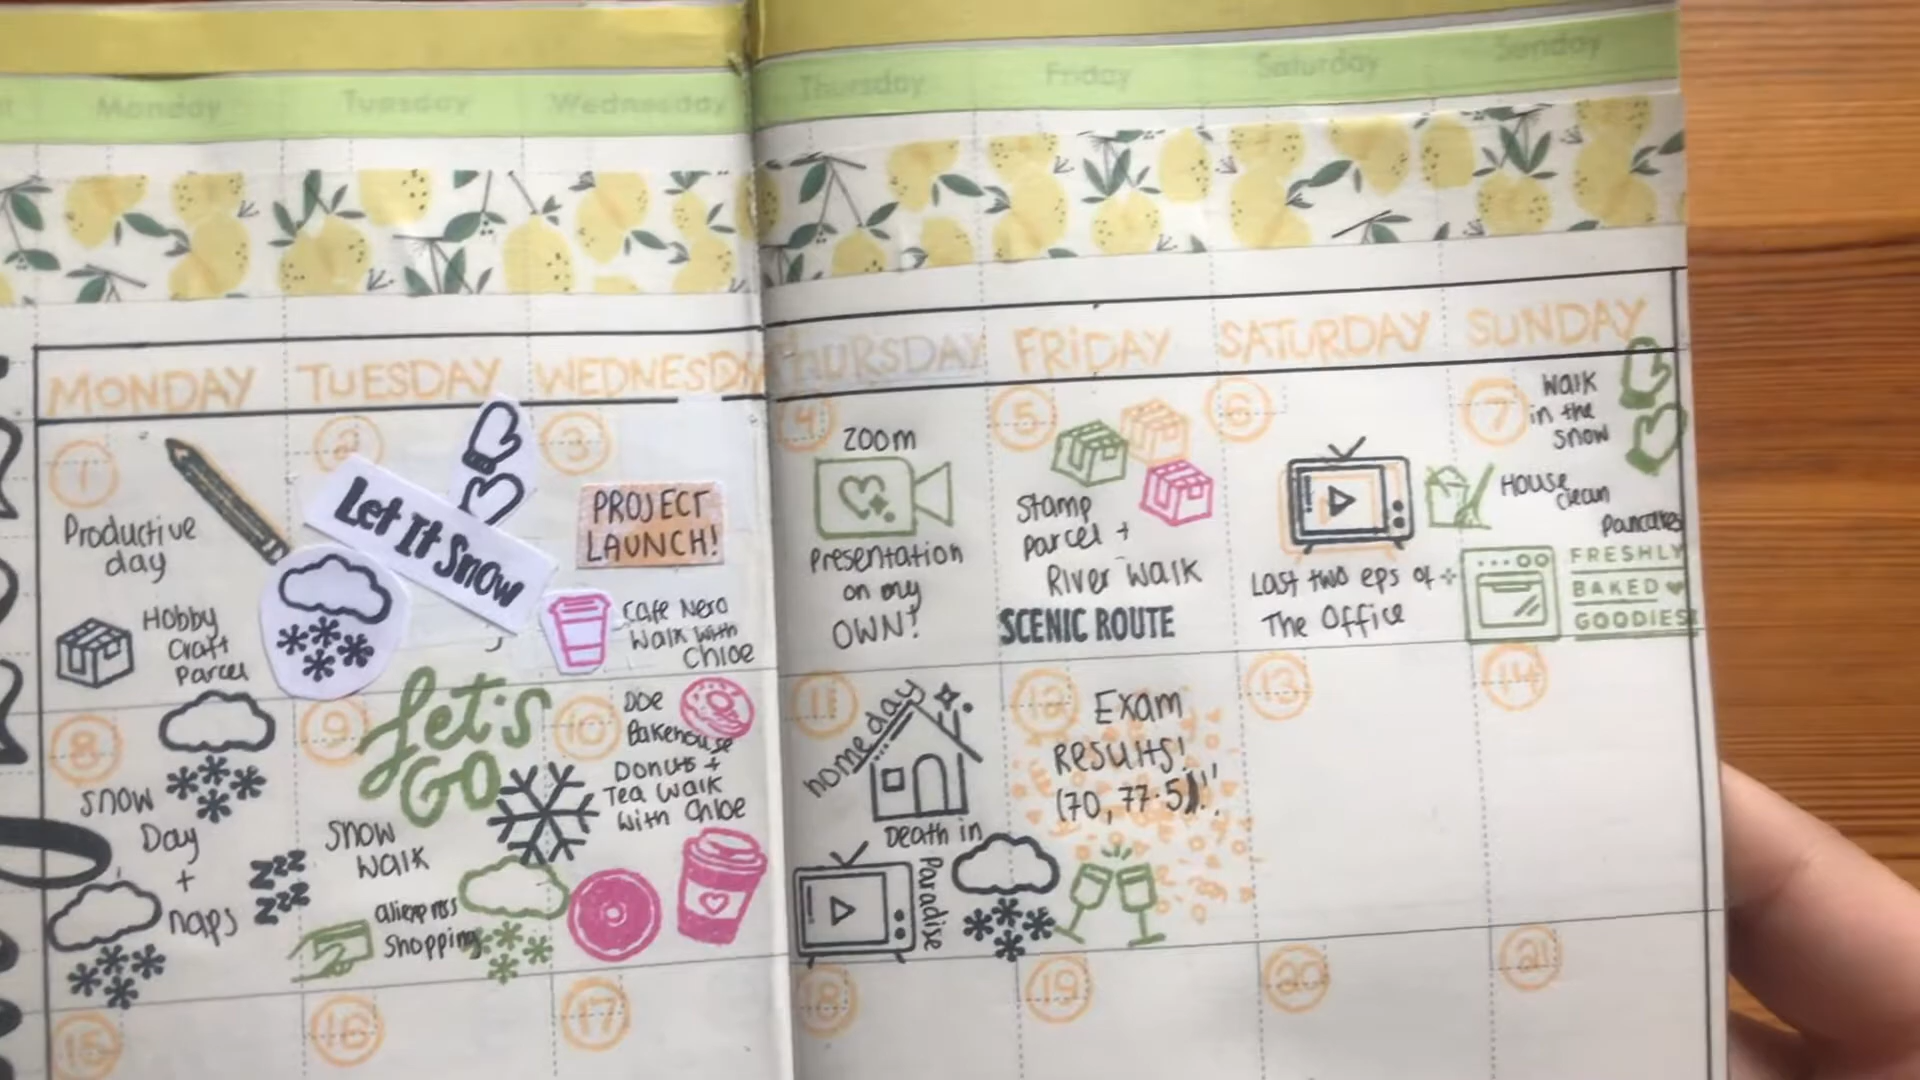 Monday Tuesday Wednesday Thursday Friday Saturday Sunday
MONDAY TUESDAY WEDNESDAY THURSDAY FRIDAY SATURDAY SUNDAY
1
Productive
day
Hobby
Craft
Parcel
2
Let It Snow
3
PROJECT
LAUNCH!
Cafe Nero
Walk with
Chloe
4
Zoom
Presentation
on my
OWN!
5
Stamp
parcel +
River Walk
SCENIC ROUTE
6
Last two eps of
The Office
7
Walk
in the
snow
House
clean
Pancakes
FRESHLY
BAKED
GOODIES
8
Snow
Day
+
naps
ZZZ
ZZZ
9
Let's
GO
Snow
Walk
aliexpress
shopping
10
DOE
Bakehouse
Donuts +
Tea Walk
with Chloe
11
home day
Death in
Paradise
12
Exam
Results!
(70, 77.5)!!
13
14
15
16
17
18
19
20
21